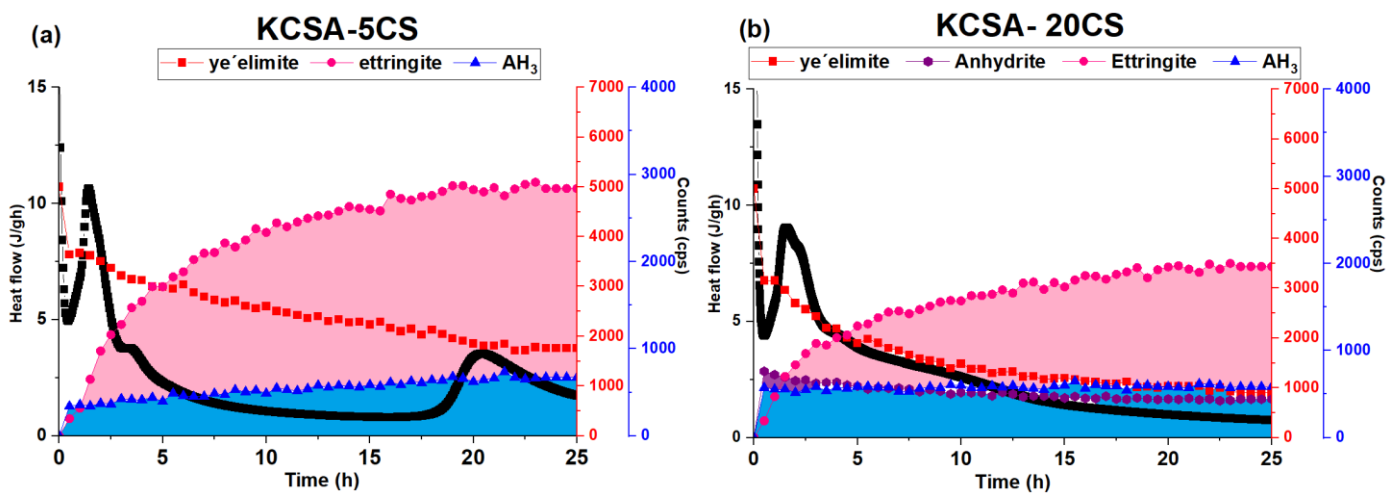 (a)
KCSA-5CS
ye´elimite
ettringite
AH3
15
10
5
0
Heat flow (J/gh)
0
5
10
15
20
25
Time (h)
7000
6000
5000
4000
3000
2000
1000
0
4000
3000
2000
1000
0
Counts (cps)
(b)
KCSA- 20CS
ye´elimite
Anhydrite
Ettringite
AH3
15
10
5
0
Heat flow (J/gh)
0
5
10
15
20
25
Time (h)
7000
6000
5000
4000
3000
2000
1000
0
4000
3000
2000
1000
0
Counts (cps)